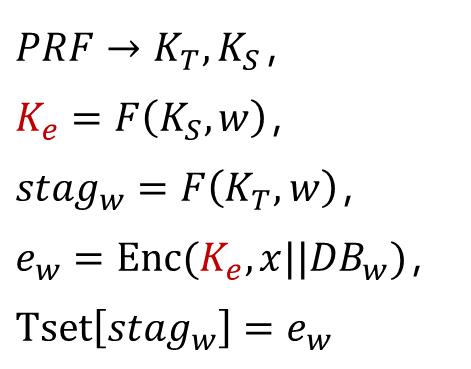 PRF → K_T, K_S,
K_e = F(K_S, w),
stag_w = F(K_T, w),
e_w = Enc(K_e, x||DB_w),
Tset[stag_w] = e_w